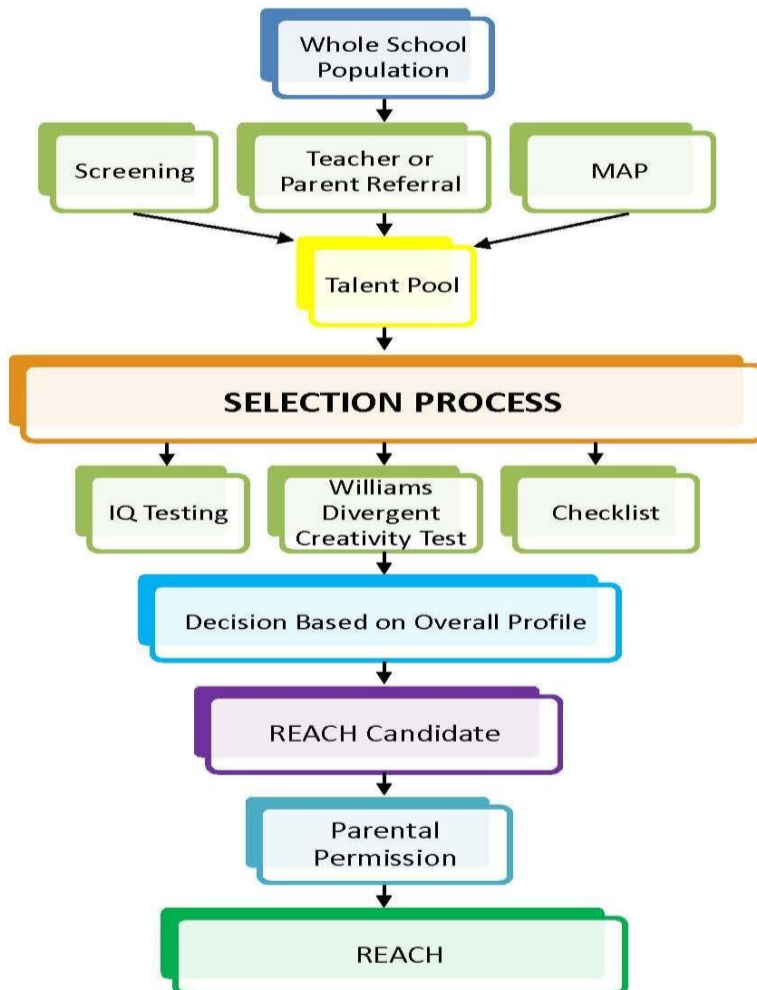 Whole School
Population
Screening
Teacher or
Parent Referral
MAP
Talent Pool
SELECTION PROCESS
IQ Testing
Williams
Divergent
Creativity Test
Checklist
Decision Based on Overall Profile
REACH Candidate
Parental
Permission
REACH